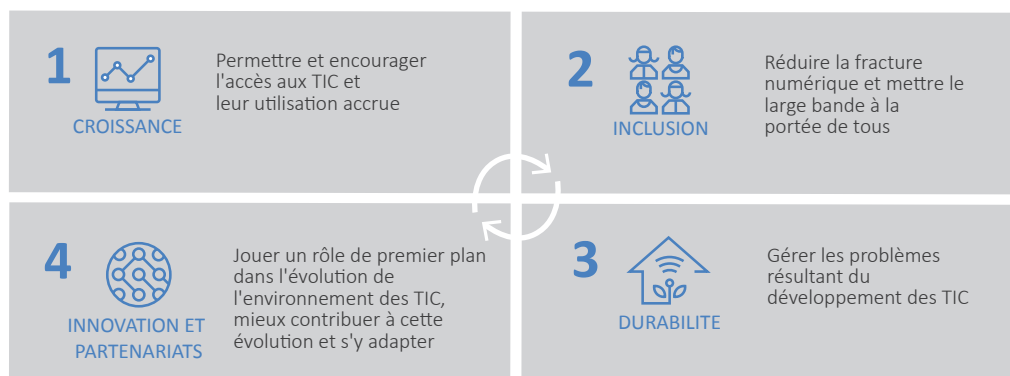 1
CROISSANCE
Permettre et encourager
l'accès aux TIC et
leur utilisation accrue
2
INCLUSION
Réduire la fracture
numérique et mettre le
large bande à la
portée de tous
3
DURABILITE
Gérer les problèmes
résultant du
développement des TIC
4
INNOVATION ET
PARTENARIATS
Jouer un rôle de premier plan
dans l'évolution de
l'environnement des TIC,
mieux contribuer à cette
évolution et s'y adapter